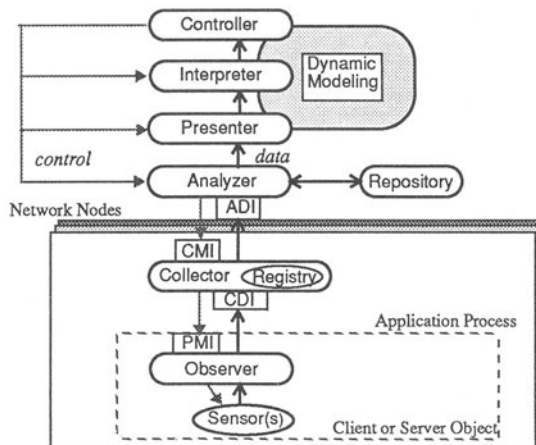 Controller
Interpreter
Dynamic
Modeling
Presenter
control
data
Analyzer
Repository
Network Nodes
ADI
CMI
Collector
Registry
CDI
Application Process
PMI
Observer
Sensor(s)
Client or Server Object